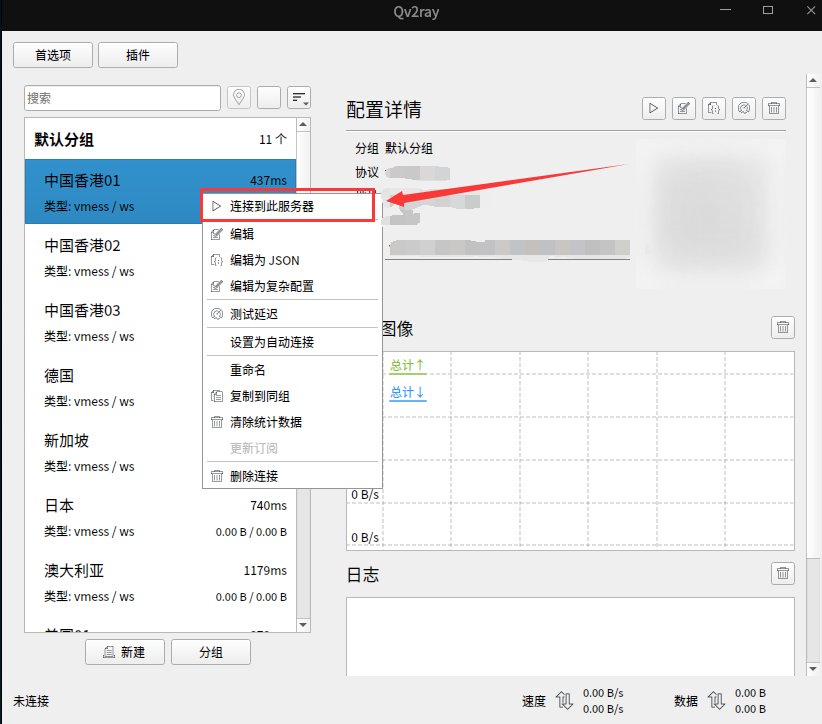 Qv2ray
首选项
插件
搜索
默认分组
11 个
中国香港01
437ms
类型: vmess / ws
中国香港02
类型: vmess / ws
中国香港03
类型: vmess / ws
德国
类型: vmess / ws
新加坡
类型: vmess / ws
日本
740ms
类型: vmess / ws
0.00 B / 0.00 B
澳大利亚
1179ms
类型: vmess / ws
0.00 B / 0.00 B
新建
分组
连接到此服务器
编辑
编辑为 JSON
编辑为复杂配置
测试延迟
设置为自动连接
重命名
复制到同组
清除统计数据
更新订阅
删除连接
配置详情
分组 默认分组
协议
图像
总计↑
总计↓
0 B/s
0 B/s
日志
未连接
速度
0.00 B/s
0.00 B/s
数据
0.00 B
0.00 B